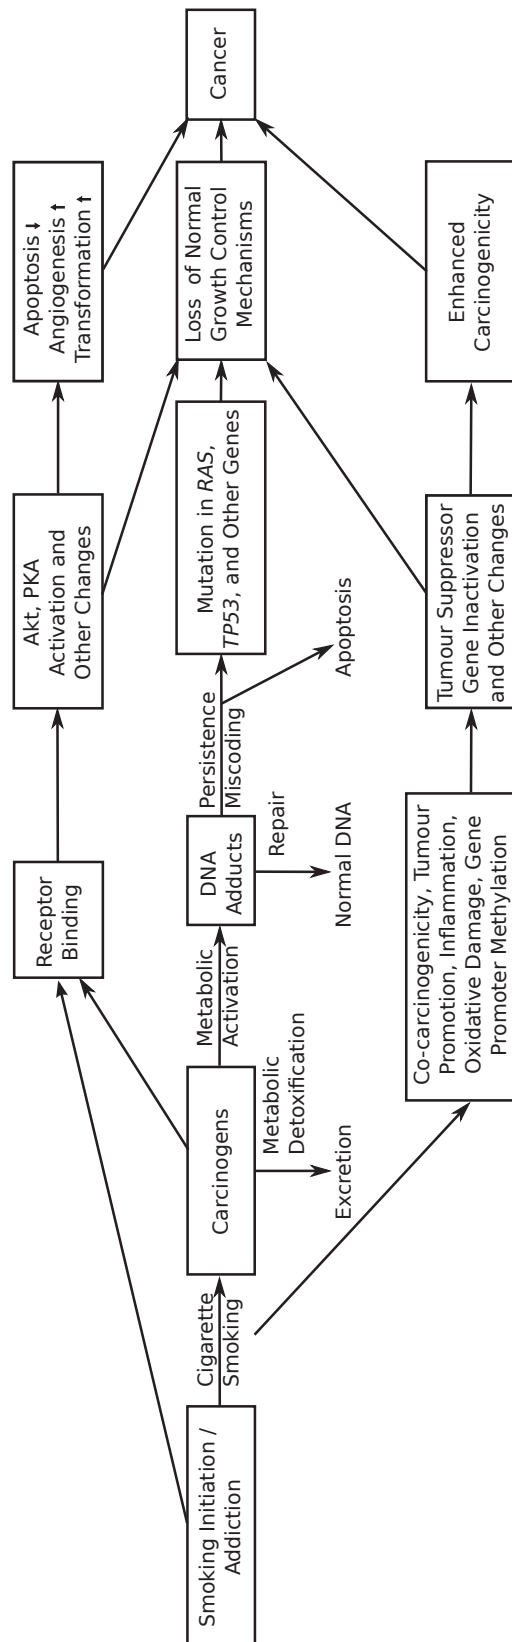 Smoking Initiation /
Addiction
Cigarette
Smoking
Carcinogens
Metabolic
Detoxification
Excretion
Metabolic
Activation
Receptor
Binding
DNA
Adducts
Repair
Normal DNA
Persistence
Miscoding
Apoptosis
Co-carcinogenicity, Tumour
Promotion, Inflammation,
Oxidative Damage, Gene
Promoter Methylation
Akt, PKA
Activation and
Other Changes
Mutation in RAS,
TP53, and Other Genes
Tumour Suppressor
Gene Inactivation
and Other Changes
Apoptosis ⬇
Angiogenesis ⬆
Transformation ⬆
Loss of Normal
Growth Control
Mechanisms
Enhanced
Carcinogenicity
Cancer